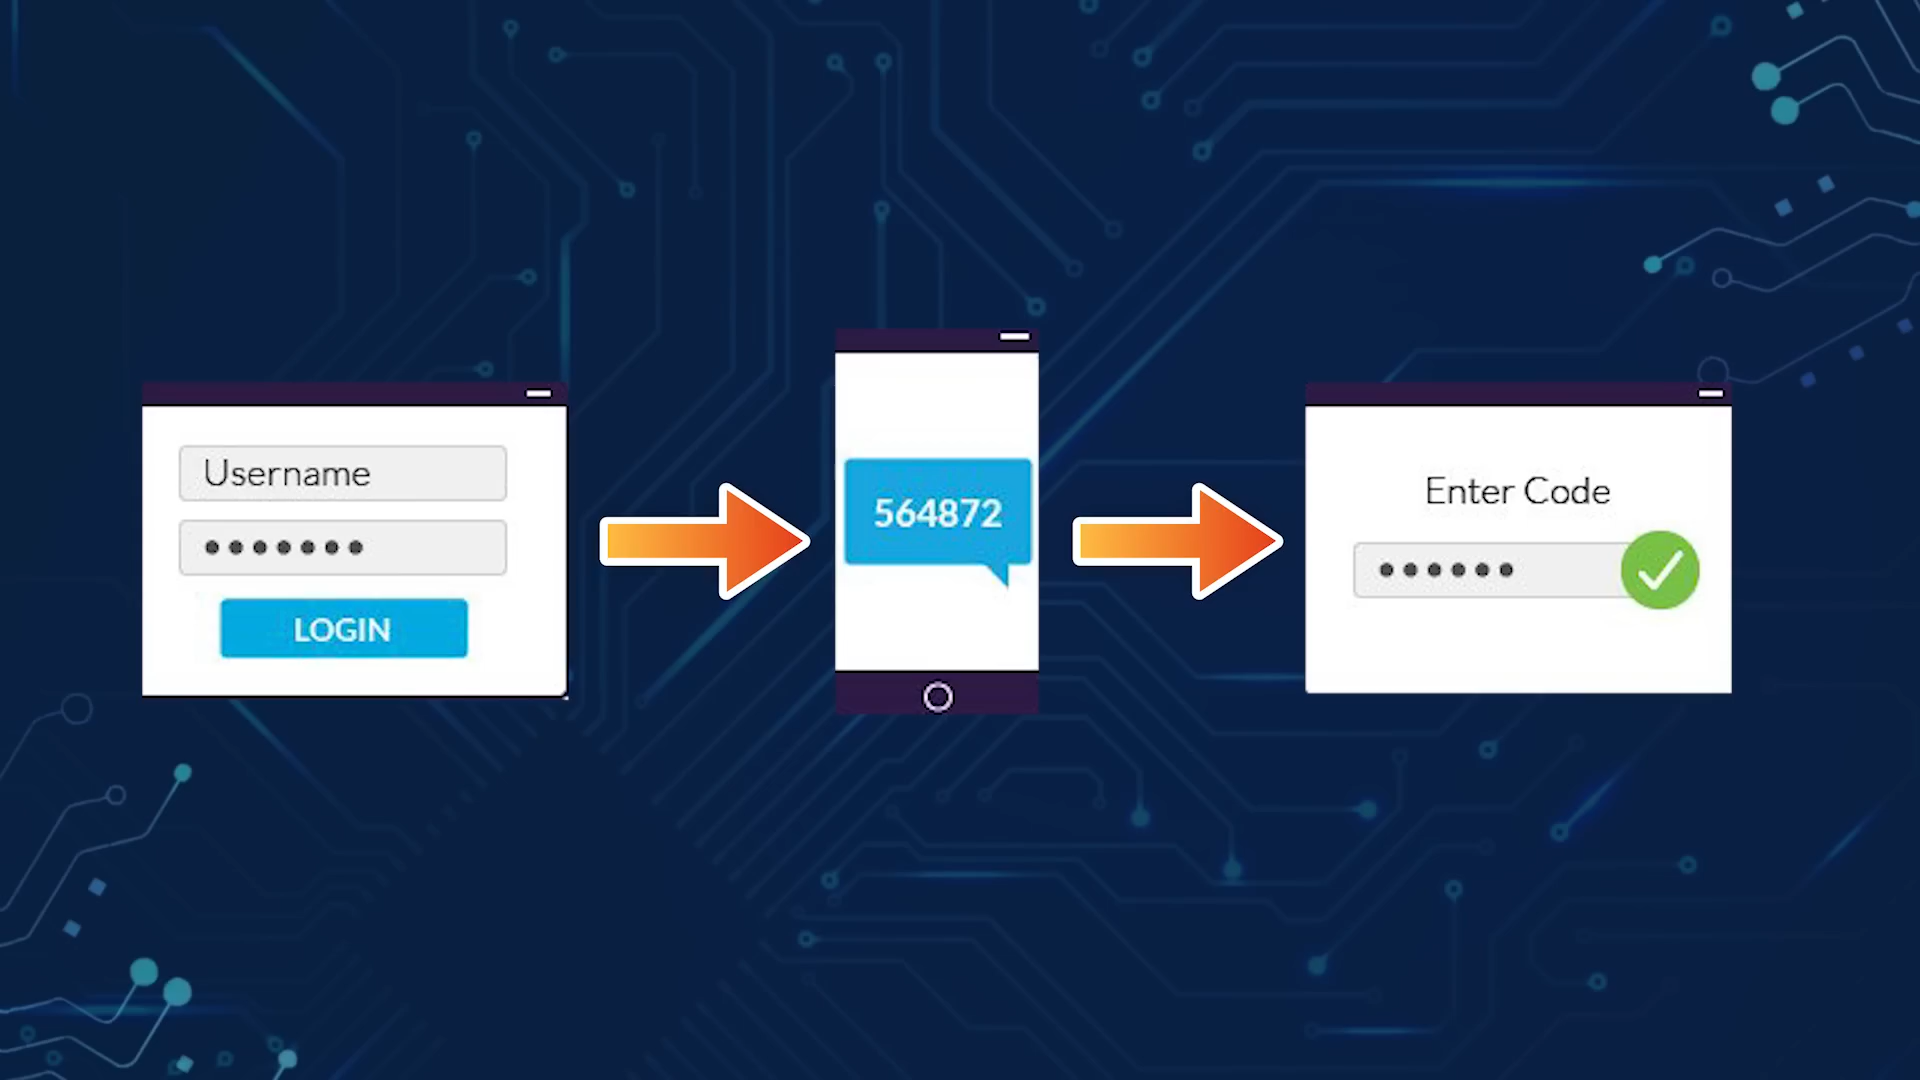 Username
•••••••
LOGIN
564872
Enter Code
••••••